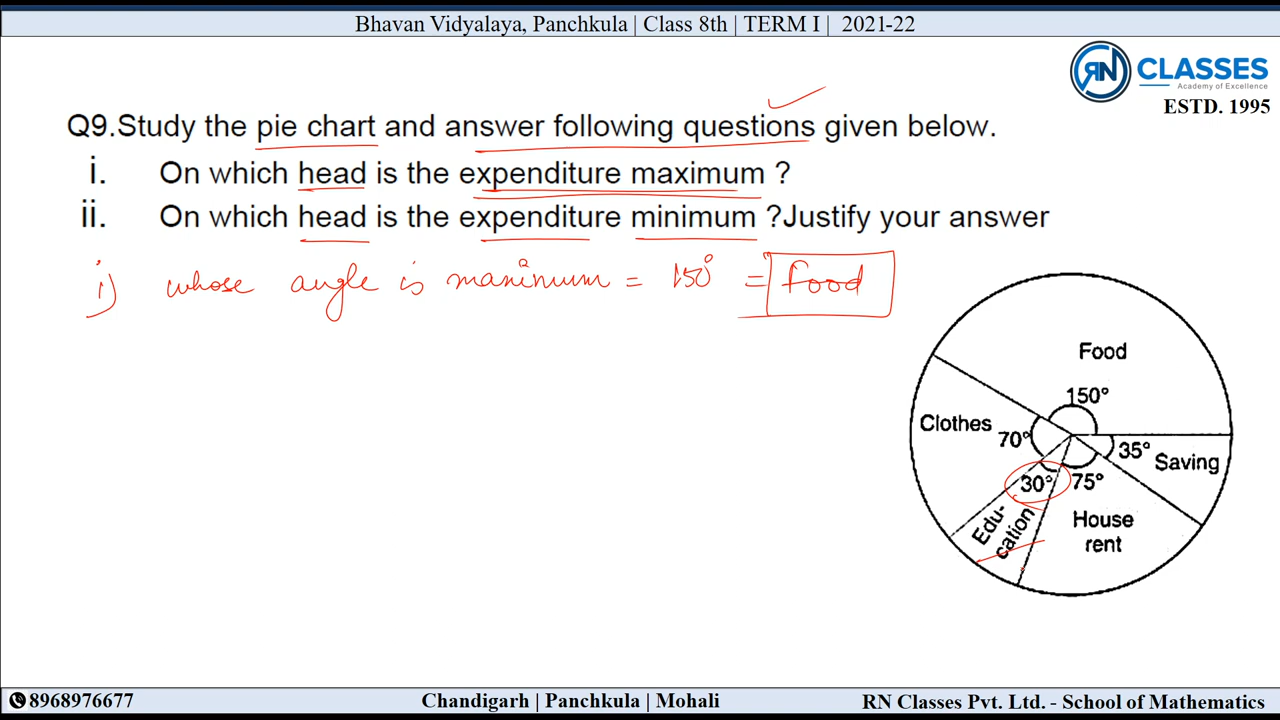 Bhavan Vidyalaya, Panchkula | Class 8th | TERM I | 2021-22
RN CLASSES
Academy of Excellence
ESTD. 1995
Q9.Study the pie chart and answer following questions given below.
i. On which head is the expenditure maximum ?
ii. On which head is the expenditure minimum ?Justify your answer
i) whose angle is maximum = 150° = food
Food
150°
Clothes 70°
35° Saving
30° 75°
Edu-
cation
House
rent
8968976677
Chandigarh | Panchkula | Mohali
RN Classes Pvt. Ltd. - School of Mathematics